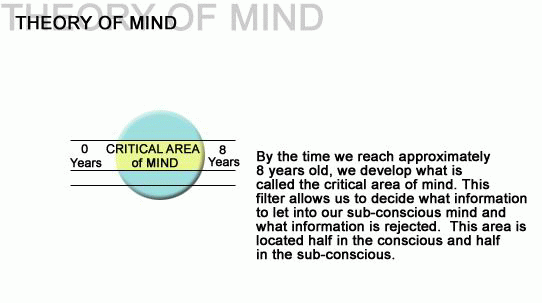 THEORY OF MIND
THEORY OF MIND
0 CRITICAL AREA 8
Years of MIND Years
By the time we reach approximately
8 years old, we develop what is
called the critical area of mind. This
filter allows us to decide what information
to let into our sub-conscious mind and
what information is rejected.  This area is
located half in the conscious and half
in the sub-conscious.